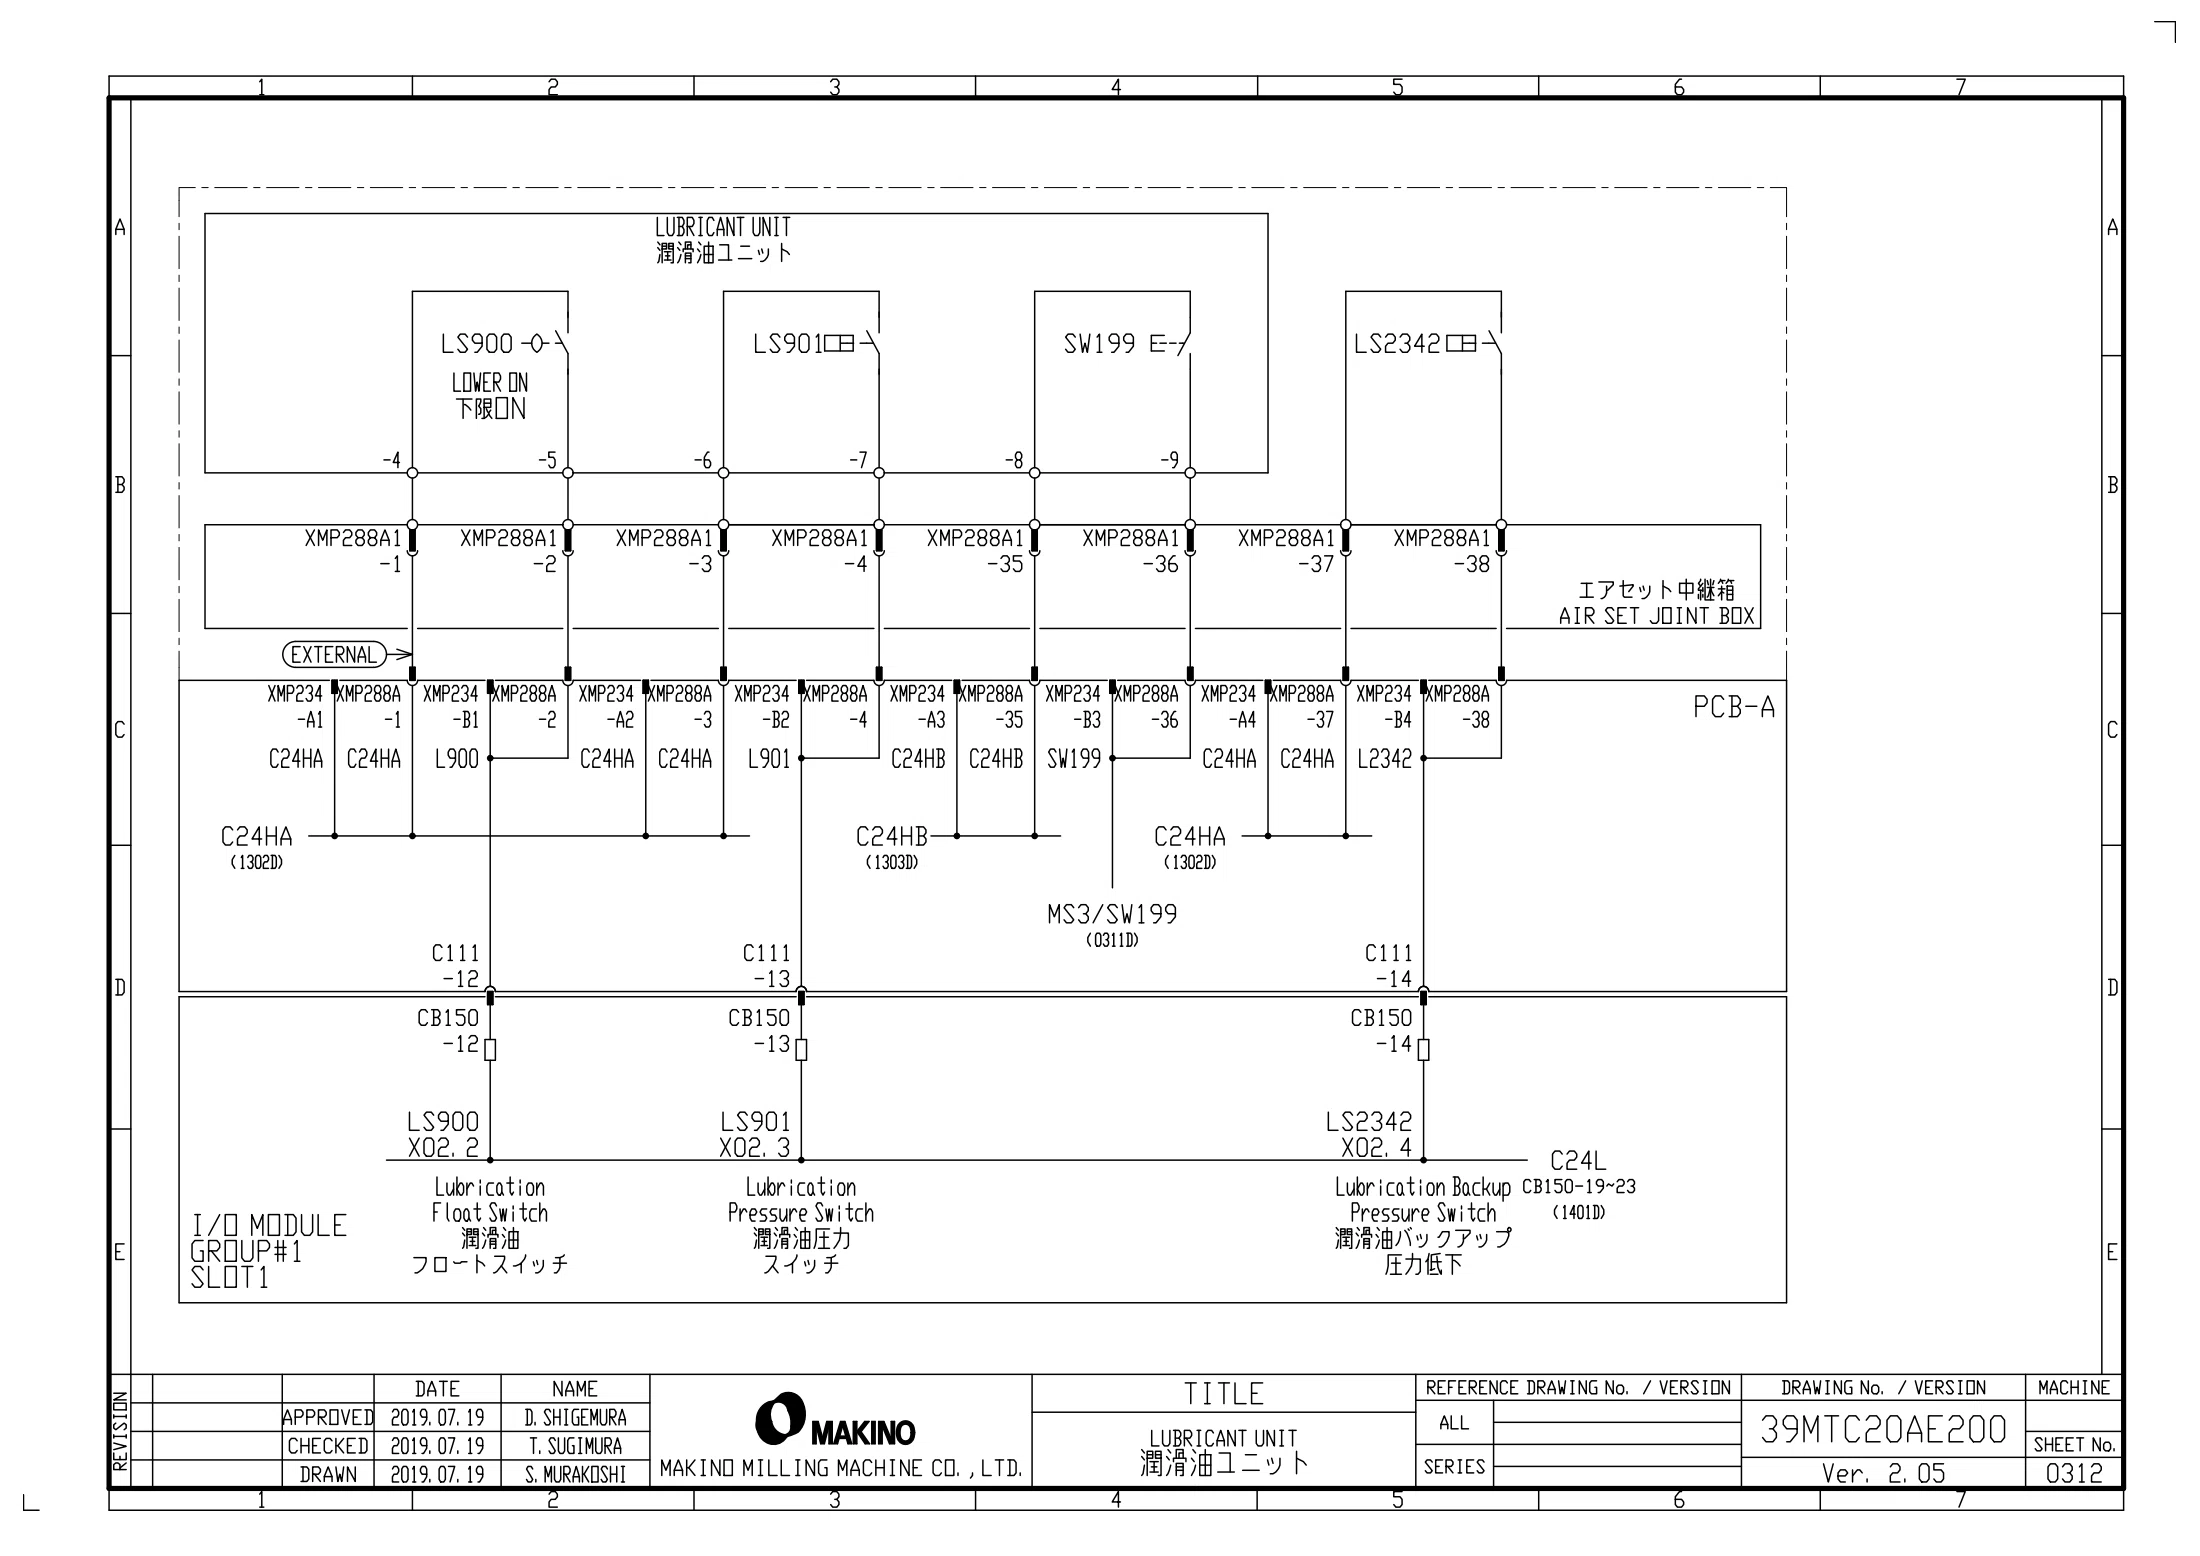 1 2 3 4 5 6 7
A A
LUBRICANT UNIT
潤滑油ユニット
LS900 LS901 SW199 LS2342
LOWER ON
下限ON
-4 -5 -6 -7 -8 -9
B B
XMP288A1 XMP288A1 XMP288A1 XMP288A1 XMP288A1 XMP288A1 XMP288A1 XMP288A1
-1 -2 -3 -4 -35 -36 -37 -38
エアセット中継箱
AIR SET JOINT BOX
EXTERNAL
XMP234 XMP288A XMP234 XMP288A XMP234 XMP288A XMP234 XMP288A XMP234 XMP288A XMP234 XMP288A XMP234 XMP288A XMP234 XMP288A
PCB-A
-A1 -1 -B1 -2 -A2 -3 -B2 -4 -A3 -35 -B3 -36 -A4 -37 -B4 -38
C C
C24HA C24HA L900 C24HA C24HA L901 C24HB C24HB SW199 C24HA C24HA L2342
C24HA C24HB C24HA
(1302D) (1303D) (1302D)
MS3/SW199
(0311D)
C111 C111 C111
-12 -13 -14
D D
CB150 CB150 CB150
-12 -13 -14
LS900 LS901 LS2342
X02.2 X02.3 X02.4
C24L
CB150-19~23
(1401D)
Lubrication
Float Switch
潤滑油
フロートスイッチ
Lubrication
Pressure Switch
潤滑油圧力
スイッチ
Lubrication Backup
Pressure Switch
潤滑油バックアップ
圧力低下
E E
I/O MODULE
GROUP#1
SLOT1
REVISION
DATE NAME
APPROVED 2019.07.19 D. SHIGEMURA
CHECKED 2019.07.19 T. SUGIMURA
DRAWN 2019.07.19 S. MURAKOSHI
MAKINO
MAKINO MILLING MACHINE CO., LTD.
TITLE
LUBRICANT UNIT
潤滑油ユニット
REFERENCE DRAWING No. / VERSION
ALL
SERIES
DRAWING No. / VERSION
39MTC20AE200
Ver. 2.05
MACHINE
SHEET No.
0312
1 2 3 4 5 6 7